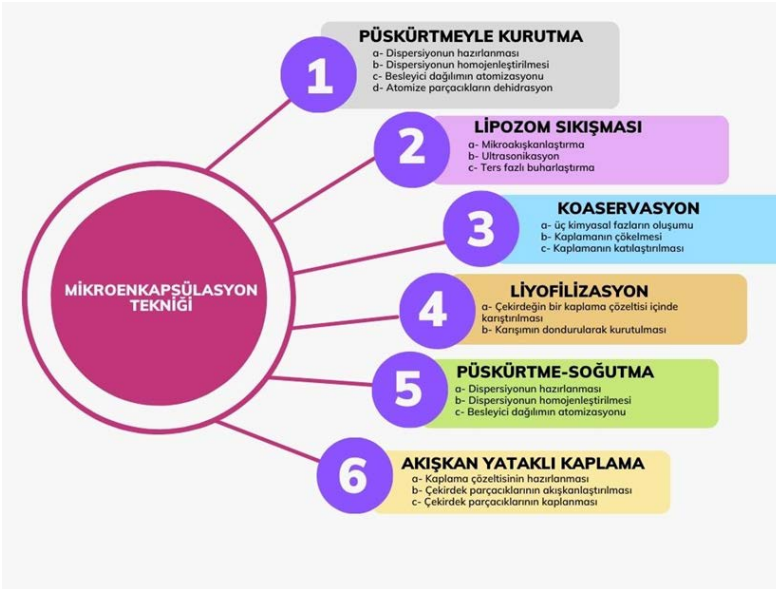 MİKROENKAPSÜLASYON
TEKNİĞİ
1
PÜSKÜRTMEYLE KURUTMA
a- Dispersiyonun hazırlanması
b- Dispersiyonun homojenleştirilmesi
c- Besleyici dağılımın atomizasyonu
d- Atomize parçacıkların dehidrasyon
2
LİPOZOM SIKIŞMASI
a- Mikroakışkanlaştırma
b- Ultrasonikasyon
c- Ters fazlı buharlaştırma
3
KOASERVASYON
a- üç kimyasal fazların oluşumu
b- Kaplamanın çökelmesi
c- Kaplamanın katılaştırılması
4
LİYOFİLİZASYON
a- Çekirdeğin bir kaplama çözeltisi içinde
karıştırılması
b- Karışımın dondurularak kurutulması
5
PÜSKÜRTME-SOĞUTMA
a- Dispersiyonun hazırlanması
b- Dispersiyonun homojenleştirilmesi
c- Besleyici dağılımın atomizasyonu
6
AKIŞKAN YATAKLI KAPLAMA
a- Kaplama çözeltisinin hazırlanması
b- Çekirdek parçacıklarının akışkanlaştırılması
c- Çekirdek parçacıklarının kaplanması